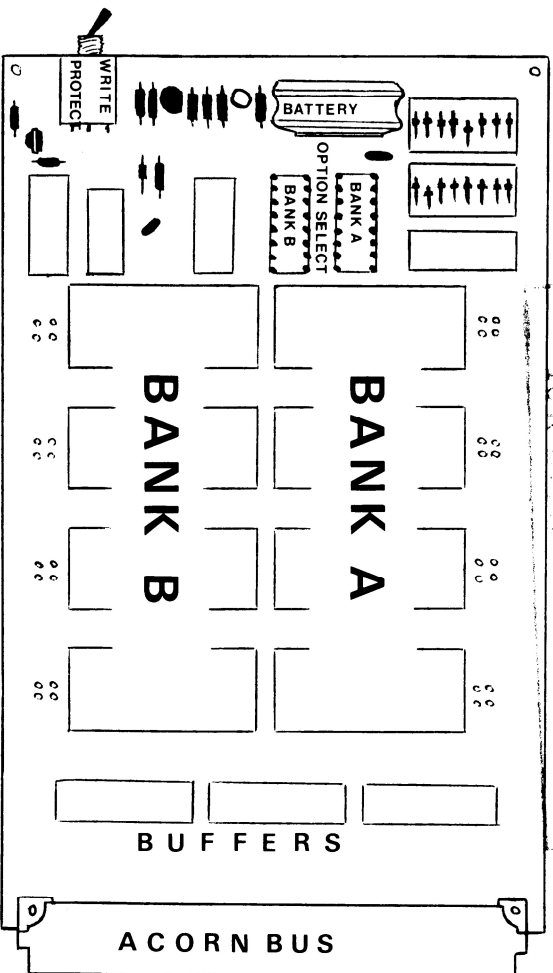 WRITE
PROTECT
BATTERY
OPTION SELECT
BANK B
BANK A
BANK B
BANK A
BUFFERS
ACORN BUS